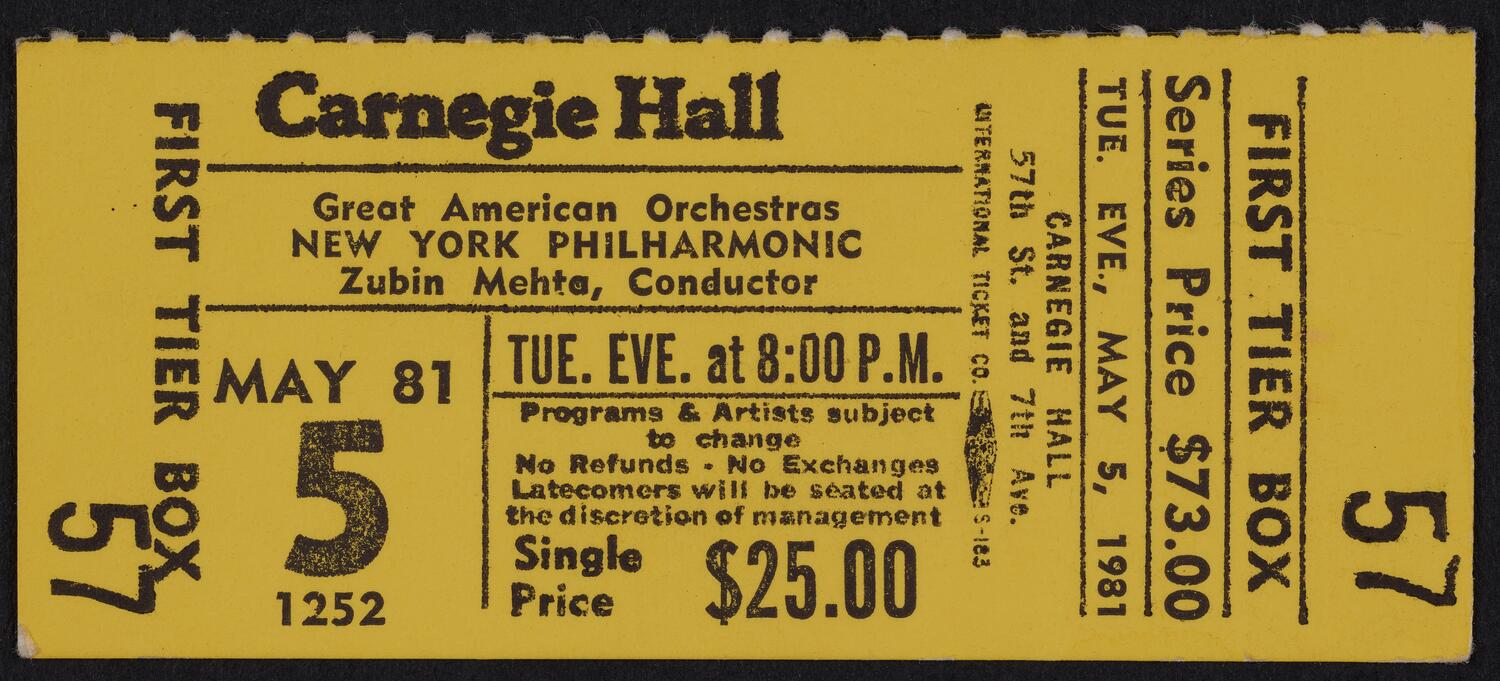 FIRST TIER BOX
57
Carnegie Hall
Great American Orchestras
NEW YORK PHILHARMONIC
Zubin Mehta, Conductor
MAY 81
5
1252
TUE. EVE. at 8:00 P.M.
Programs & Artists subject
to change
No Refunds • No Exchanges
Latecomers will be seated at
the discretion of management
Single
Price
$25.00
INTERNATIONAL TICKET CO. S-183
57th St. and 7th Ave.
CARNEGIE HALL
TUE. EVE., MAY 5, 1981
Series Price $73.00
FIRST TIER BOX
57